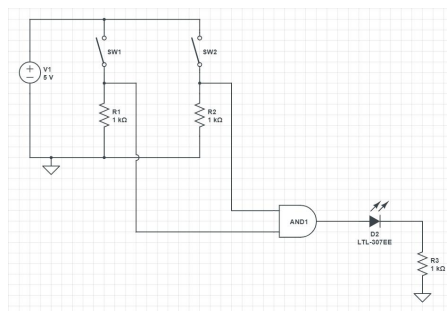 SW1
SW2
V1
5 V
R1
1 kΩ
R2
1 kΩ
AND1
D2
LTL-307EE
R3
1 kΩ